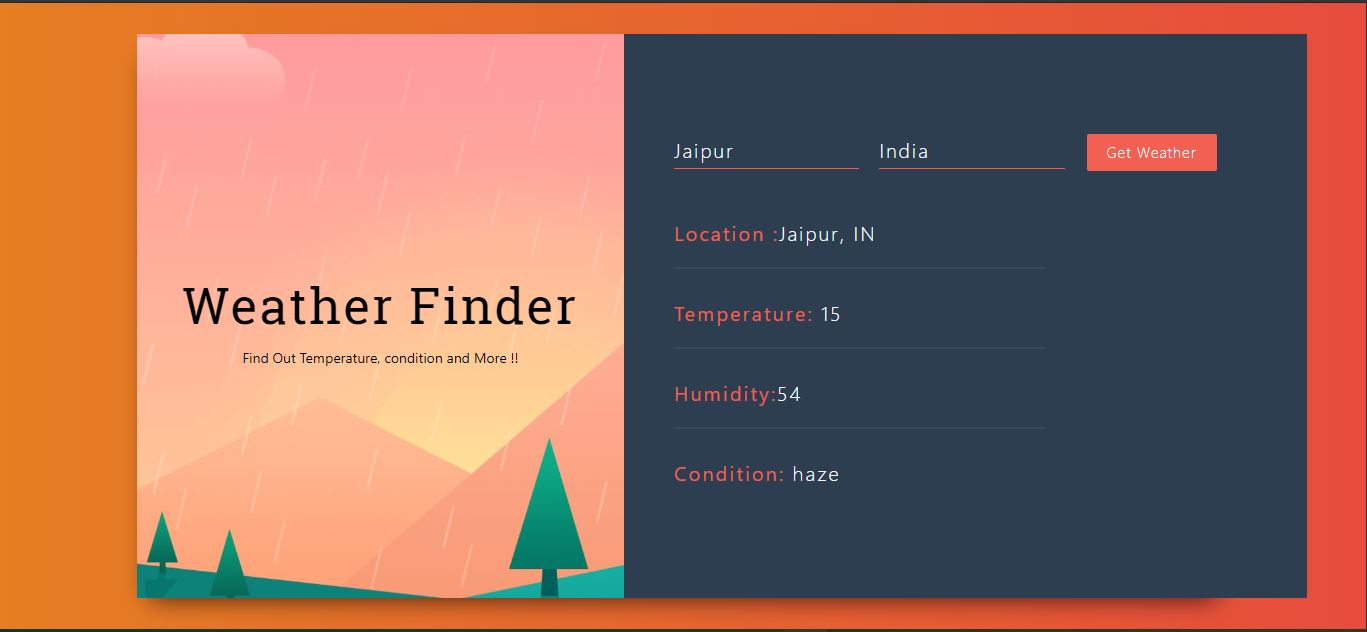 Weather Finder
Find Out Temperature, condition and More !!
Jaipur India Get Weather
Location :Jaipur, IN
Temperature: 15
Humidity:54
Condition: haze